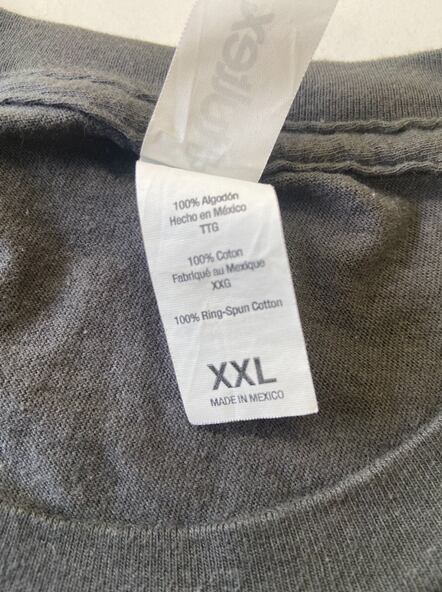 100% Algodón
Hecho en México
TTG
100% Coton
Fabriqué au Mexique
XXG
100% Ring-Spun Cotton
XXL
MADE IN MEXICO